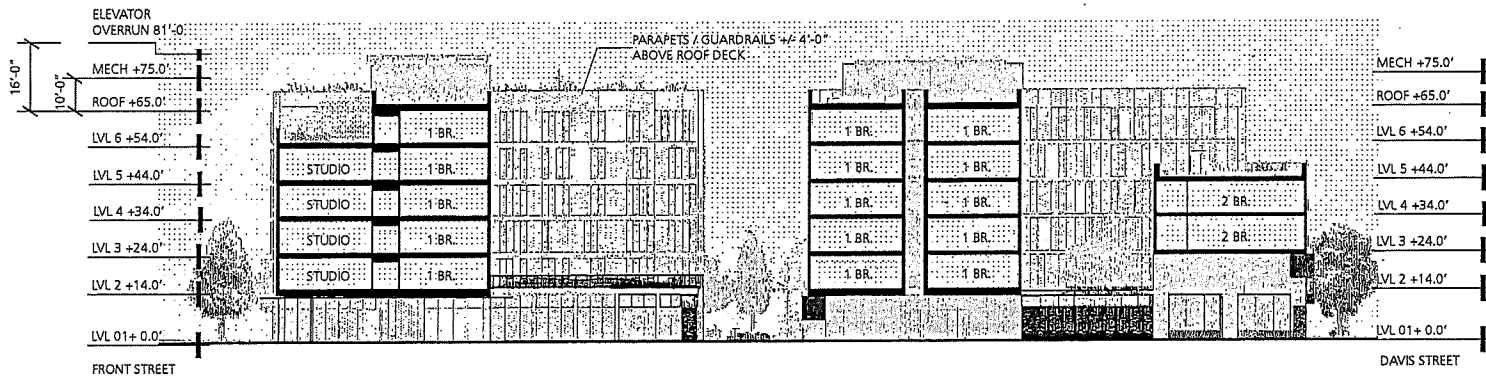 ELEVATOR
OVERRUN 81'-0
16'-0"
10'-0"
MECH +75.0'
ROOF +65.0'
LVL 6 +54.0'
LVL 5 +44.0'
LVL 4 +34.0'
LVL 3 +24.0'
LVL 2 +14.0'
LVL 01+ 0.0'
FRONT STREET
PARAPETS / GUARDRAILS +/- 4'-0"
ABOVE ROOF DECK
1 BR.
STUDIO 1 BR.
STUDIO 1 BR.
STUDIO 1 BR.
STUDIO 1 BR.
1 BR. 1 BR.
1 BR. 1 BR.
1 BR. 1 BR.
1 BR. 1 BR.
1 BR. 1 BR.
2 BR.
2 BR.
MECH +75.0'
ROOF +65.0'
LVL 6 +54.0'
LVL 5 +44.0'
LVL 4 +34.0'
LVL 3 +24.0'
LVL 2 +14.0'
LVL 01+ 0.0'
DAVIS STREET